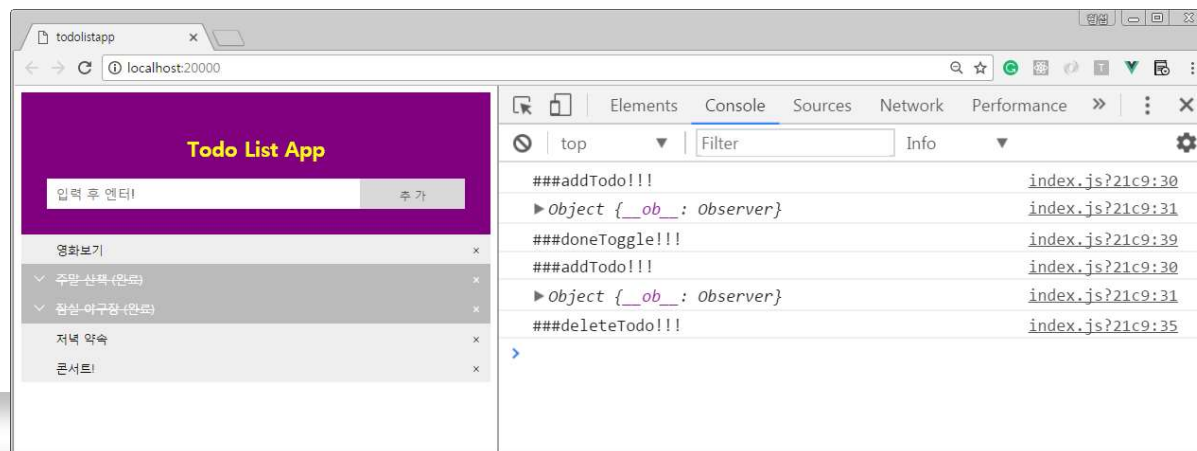 todolistapp
localhost:20000
Todo List App
입력 후 엔터!
추 가
영화보기 ×
주말 산책 (완료) ×
잠실 야구장 (완료) ×
저녁 약속 ×
콘서트! ×
Elements Console Sources Network Performance »
top Filter Info
###addTodo!!! index.js?21c9:30
Object {__ob__: Observer} index.js?21c9:31
###doneToggle!!! index.js?21c9:39
###addTodo!!! index.js?21c9:30
Object {__ob__: Observer} index.js?21c9:31
###deleteTodo!!! index.js?21c9:35